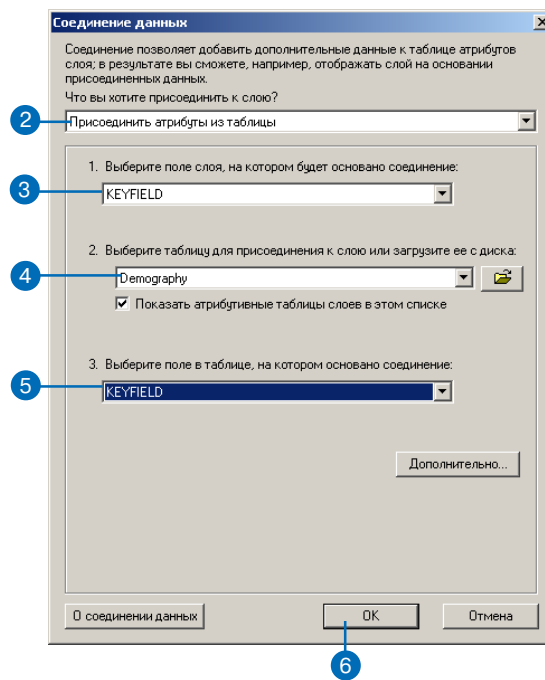 Соединение данных
Соединение позволяет добавить дополнительные данные к таблице атрибутов
слоя; в результате вы сможете, например, отображать слой на основании
присоединенных данных.
Что вы хотите присоединить к слою?
2
Присоединить атрибуты из таблицы
1. Выберите поле слоя, на котором будет основано соединение:
3
KEYFIELD
2. Выберите таблицу для присоединения к слою или загрузите ее с диска:
4
Demography
Показать атрибутивные таблицы слоев в этом списке
3. Выберите поле в таблице, на котором основано соединение:
5
KEYFIELD
Дополнительно...
О соединении данных
OK
Отмена
6